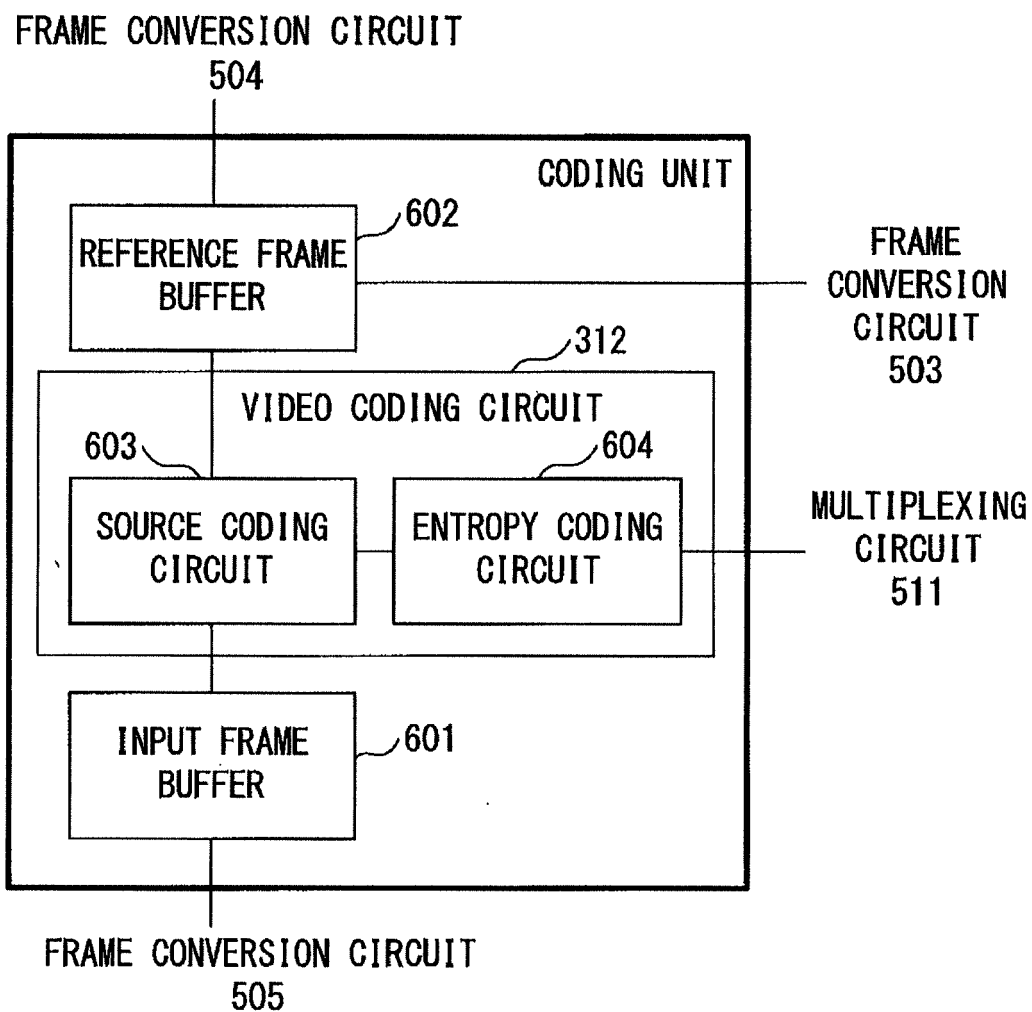 FRAME CONVERSION CIRCUIT
504
CODING UNIT
602
REFERENCE FRAME
BUFFER
FRAME
CONVERSION
CIRCUIT
503
312
VIDEO CODING CIRCUIT
603
604
SOURCE CODING
CIRCUIT
ENTROPY CODING
CIRCUIT
MULTIPLEXING
CIRCUIT
511
INPUT FRAME
BUFFER
601
FRAME CONVERSION CIRCUIT
505